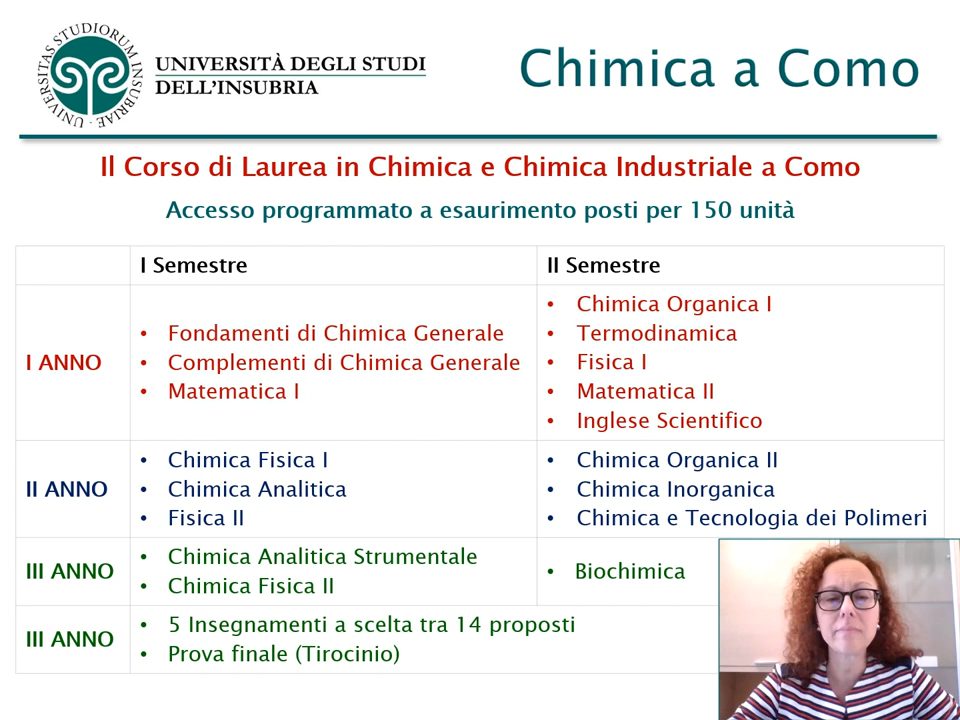 UNIVERSITAS STUDIORUM INSUBRIAE
UNIVERSITÀ DEGLI STUDI
DELL'INSUBRIA
Chimica a Como
Il Corso di Laurea in Chimica e Chimica Industriale a Como
Accesso programmato a esaurimento posti per 150 unità
I Semestre
II Semestre
I ANNO
• Fondamenti di Chimica Generale
• Complementi di Chimica Generale
• Matematica I
• Chimica Organica I
• Termodinamica
• Fisica I
• Matematica II
• Inglese Scientifico
II ANNO
• Chimica Fisica I
• Chimica Analitica
• Fisica II
• Chimica Organica II
• Chimica Inorganica
• Chimica e Tecnologia dei Polimeri
III ANNO
• Chimica Analitica Strumentale
• Chimica Fisica II
• Biochimica
III ANNO
• 5 Insegnamenti a scelta tra 14 proposti
• Prova finale (Tirocinio)